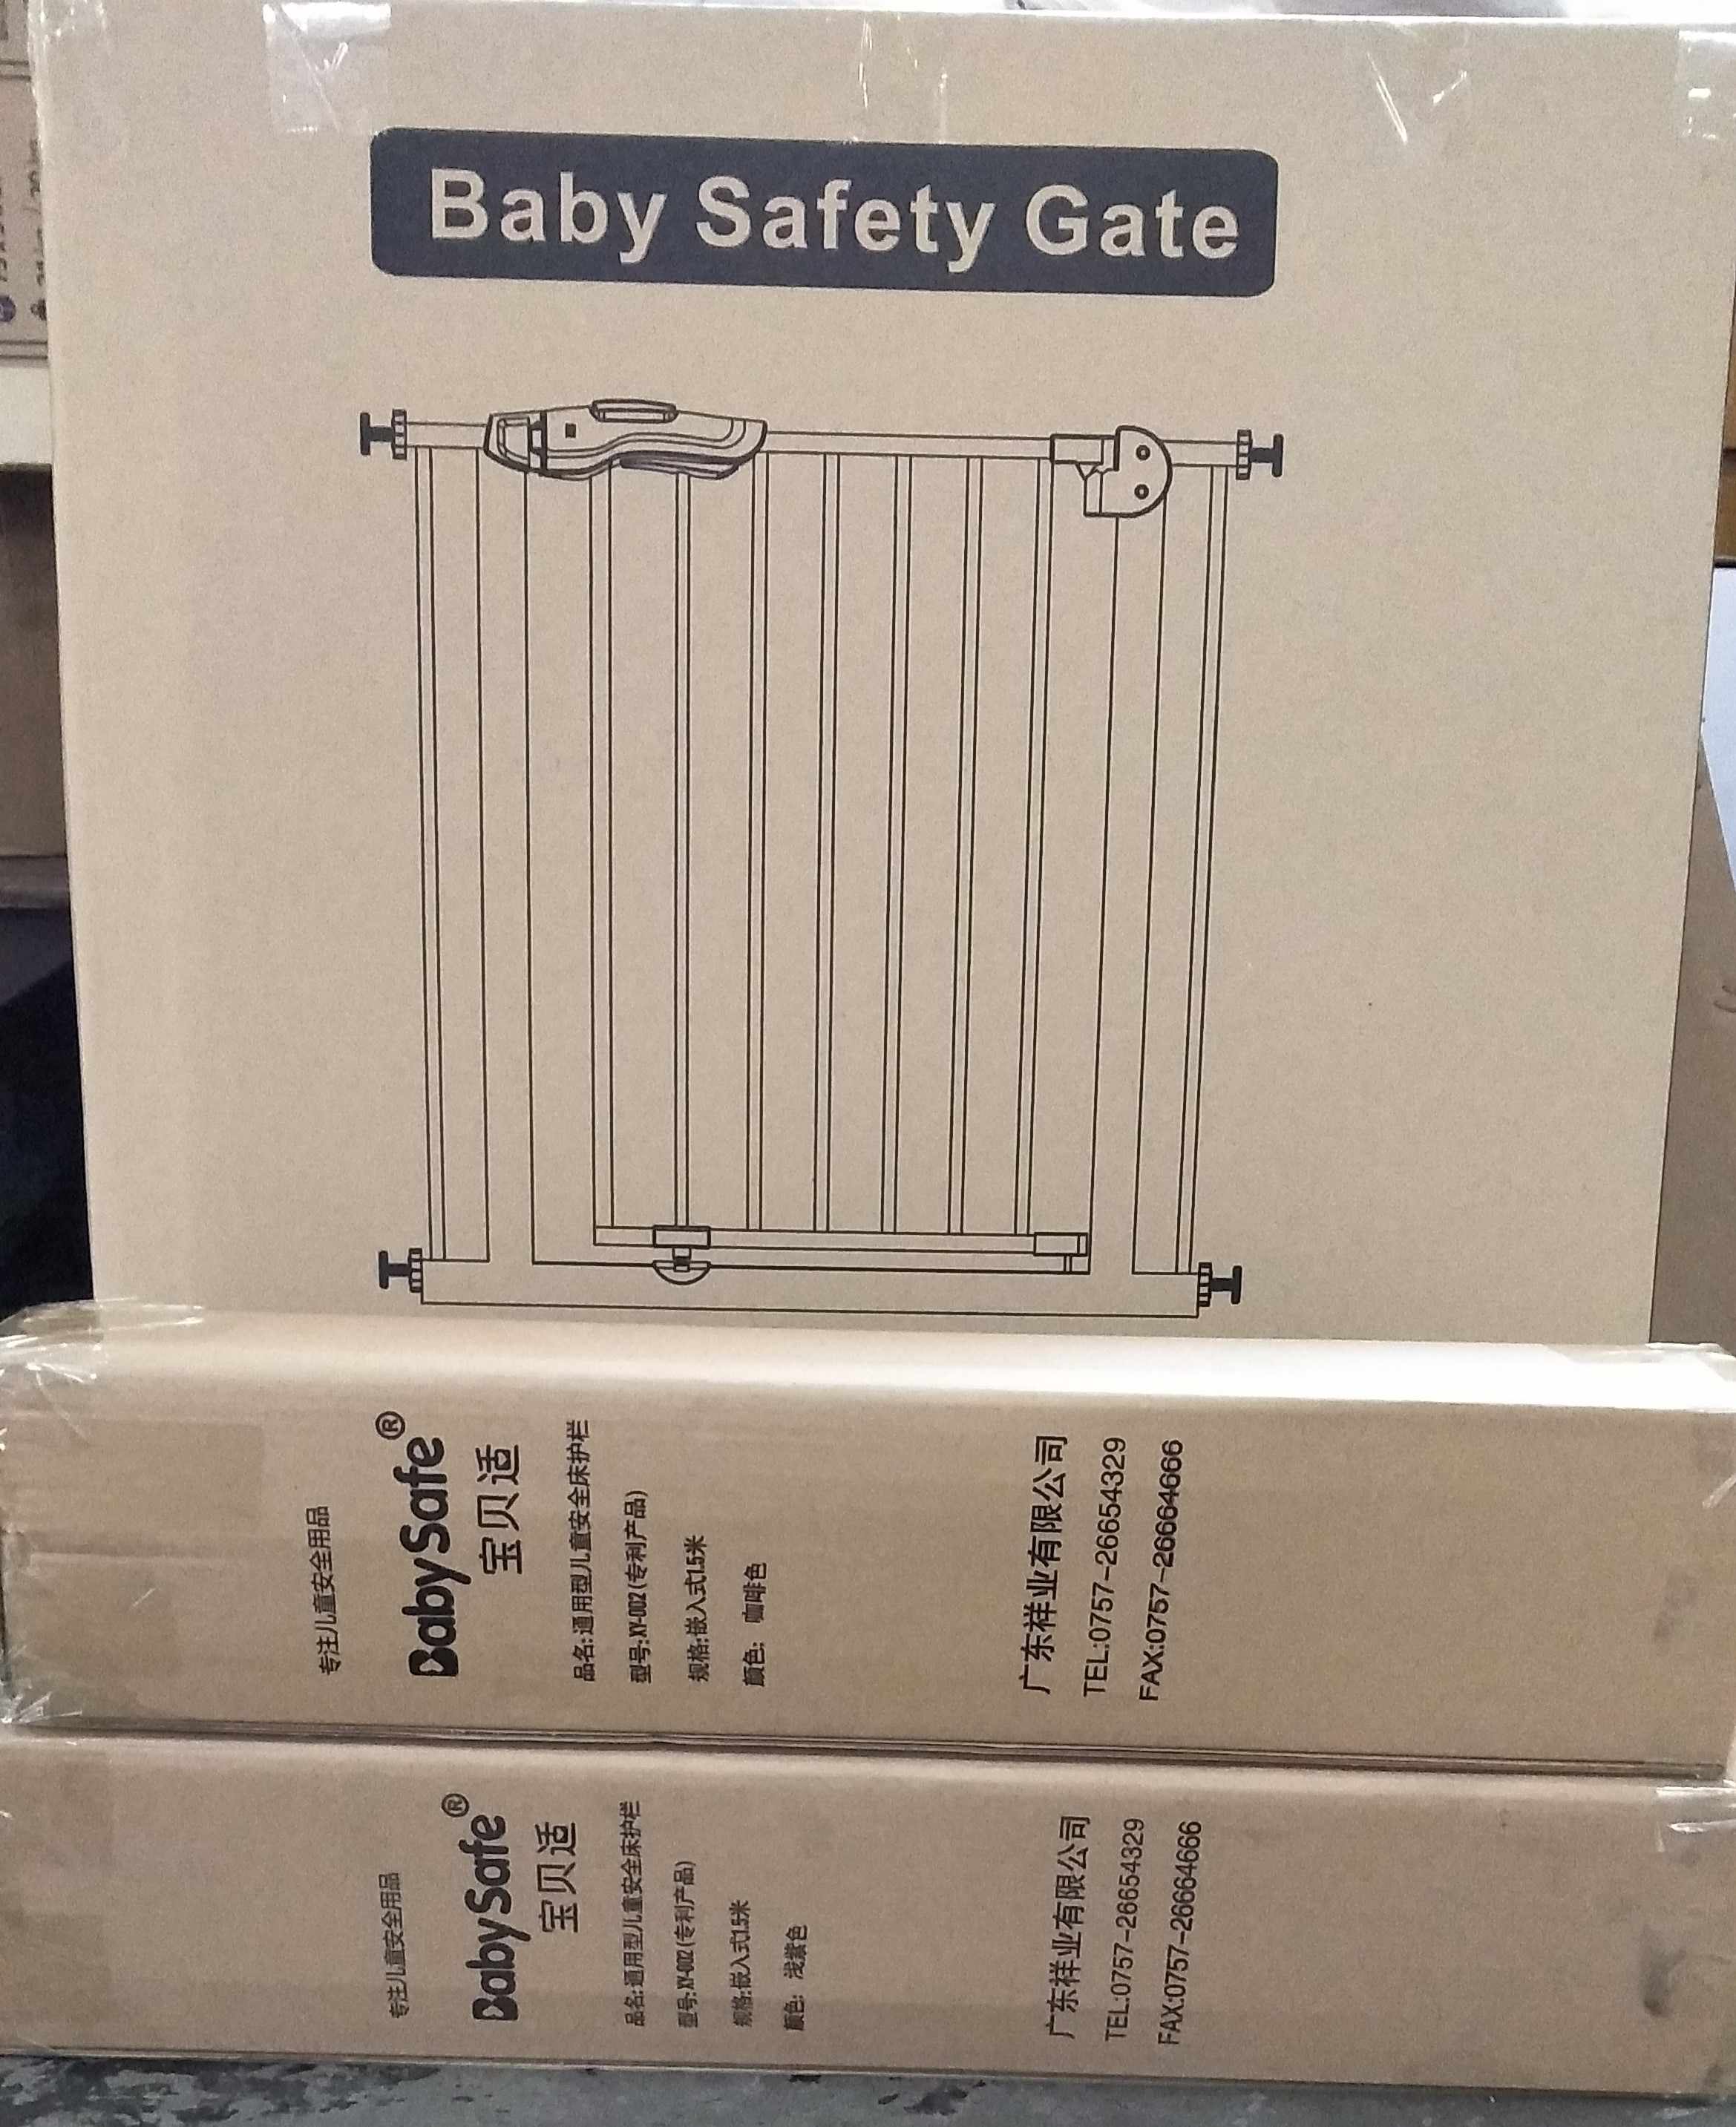 Baby Safety Gate
专注儿童安全用品
BabySafe®
宝贝适
品名:通用型儿童安全床护栏
型号:XY-002(专利产品)
规格:嵌入式1.5米
颜色: 咖啡色
广东祥业有限公司
TEL:0757-26654329
FAX:0757-26664666
专注儿童安全用品
BabySafe®
宝贝适
品名:通用型儿童安全床护栏
型号:XY-002(专利产品)
规格:嵌入式1.5米
颜色: 浅紫色
广东祥业有限公司
TEL:0757-26654329
FAX:0757-26664666